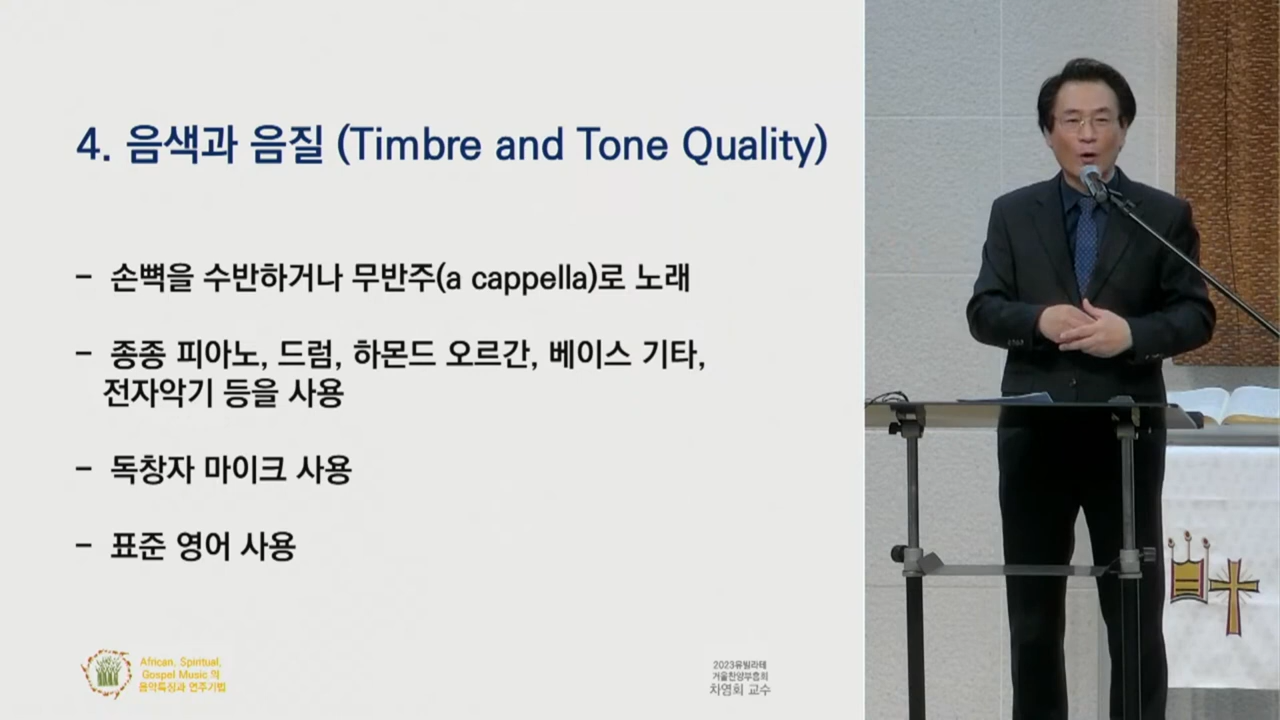 4. 음색과 음질 (Timbre and Tone Quality)
- 손뼉을 수반하거나 무반주(a cappella)로 노래
- 종종 피아노, 드럼, 하몬드 오르간, 베이스 기타,
전자악기 등을 사용
- 독창자 마이크 사용
- 표준 영어 사용
African, Spiritual,
Gospel Music 의
음악특징과 연주기법
2023유빌라테
겨울찬양부흥회
차영회 교수